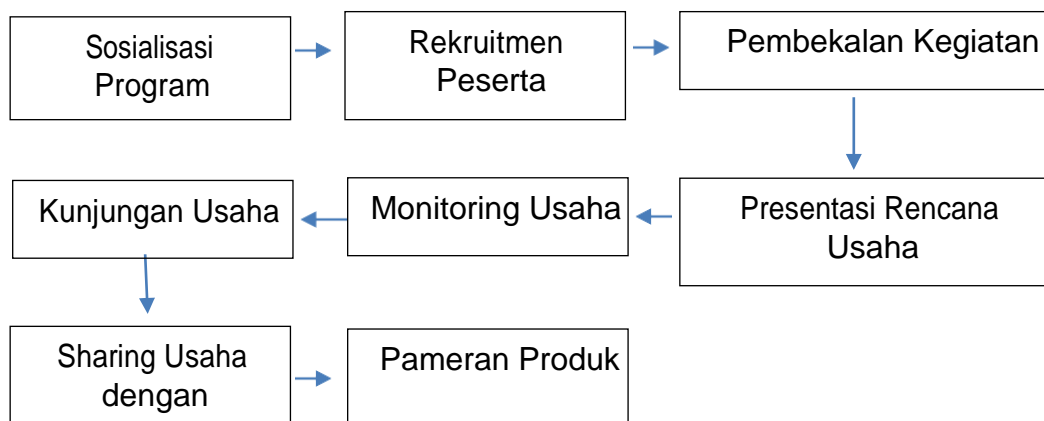 Sosialisasi
Program
Rekruitmen
Peserta
Pembekalan Kegiatan
Presentasi Rencana
Usaha
Monitoring Usaha
Kunjungan Usaha
Sharing Usaha
dengan
Pameran Produk